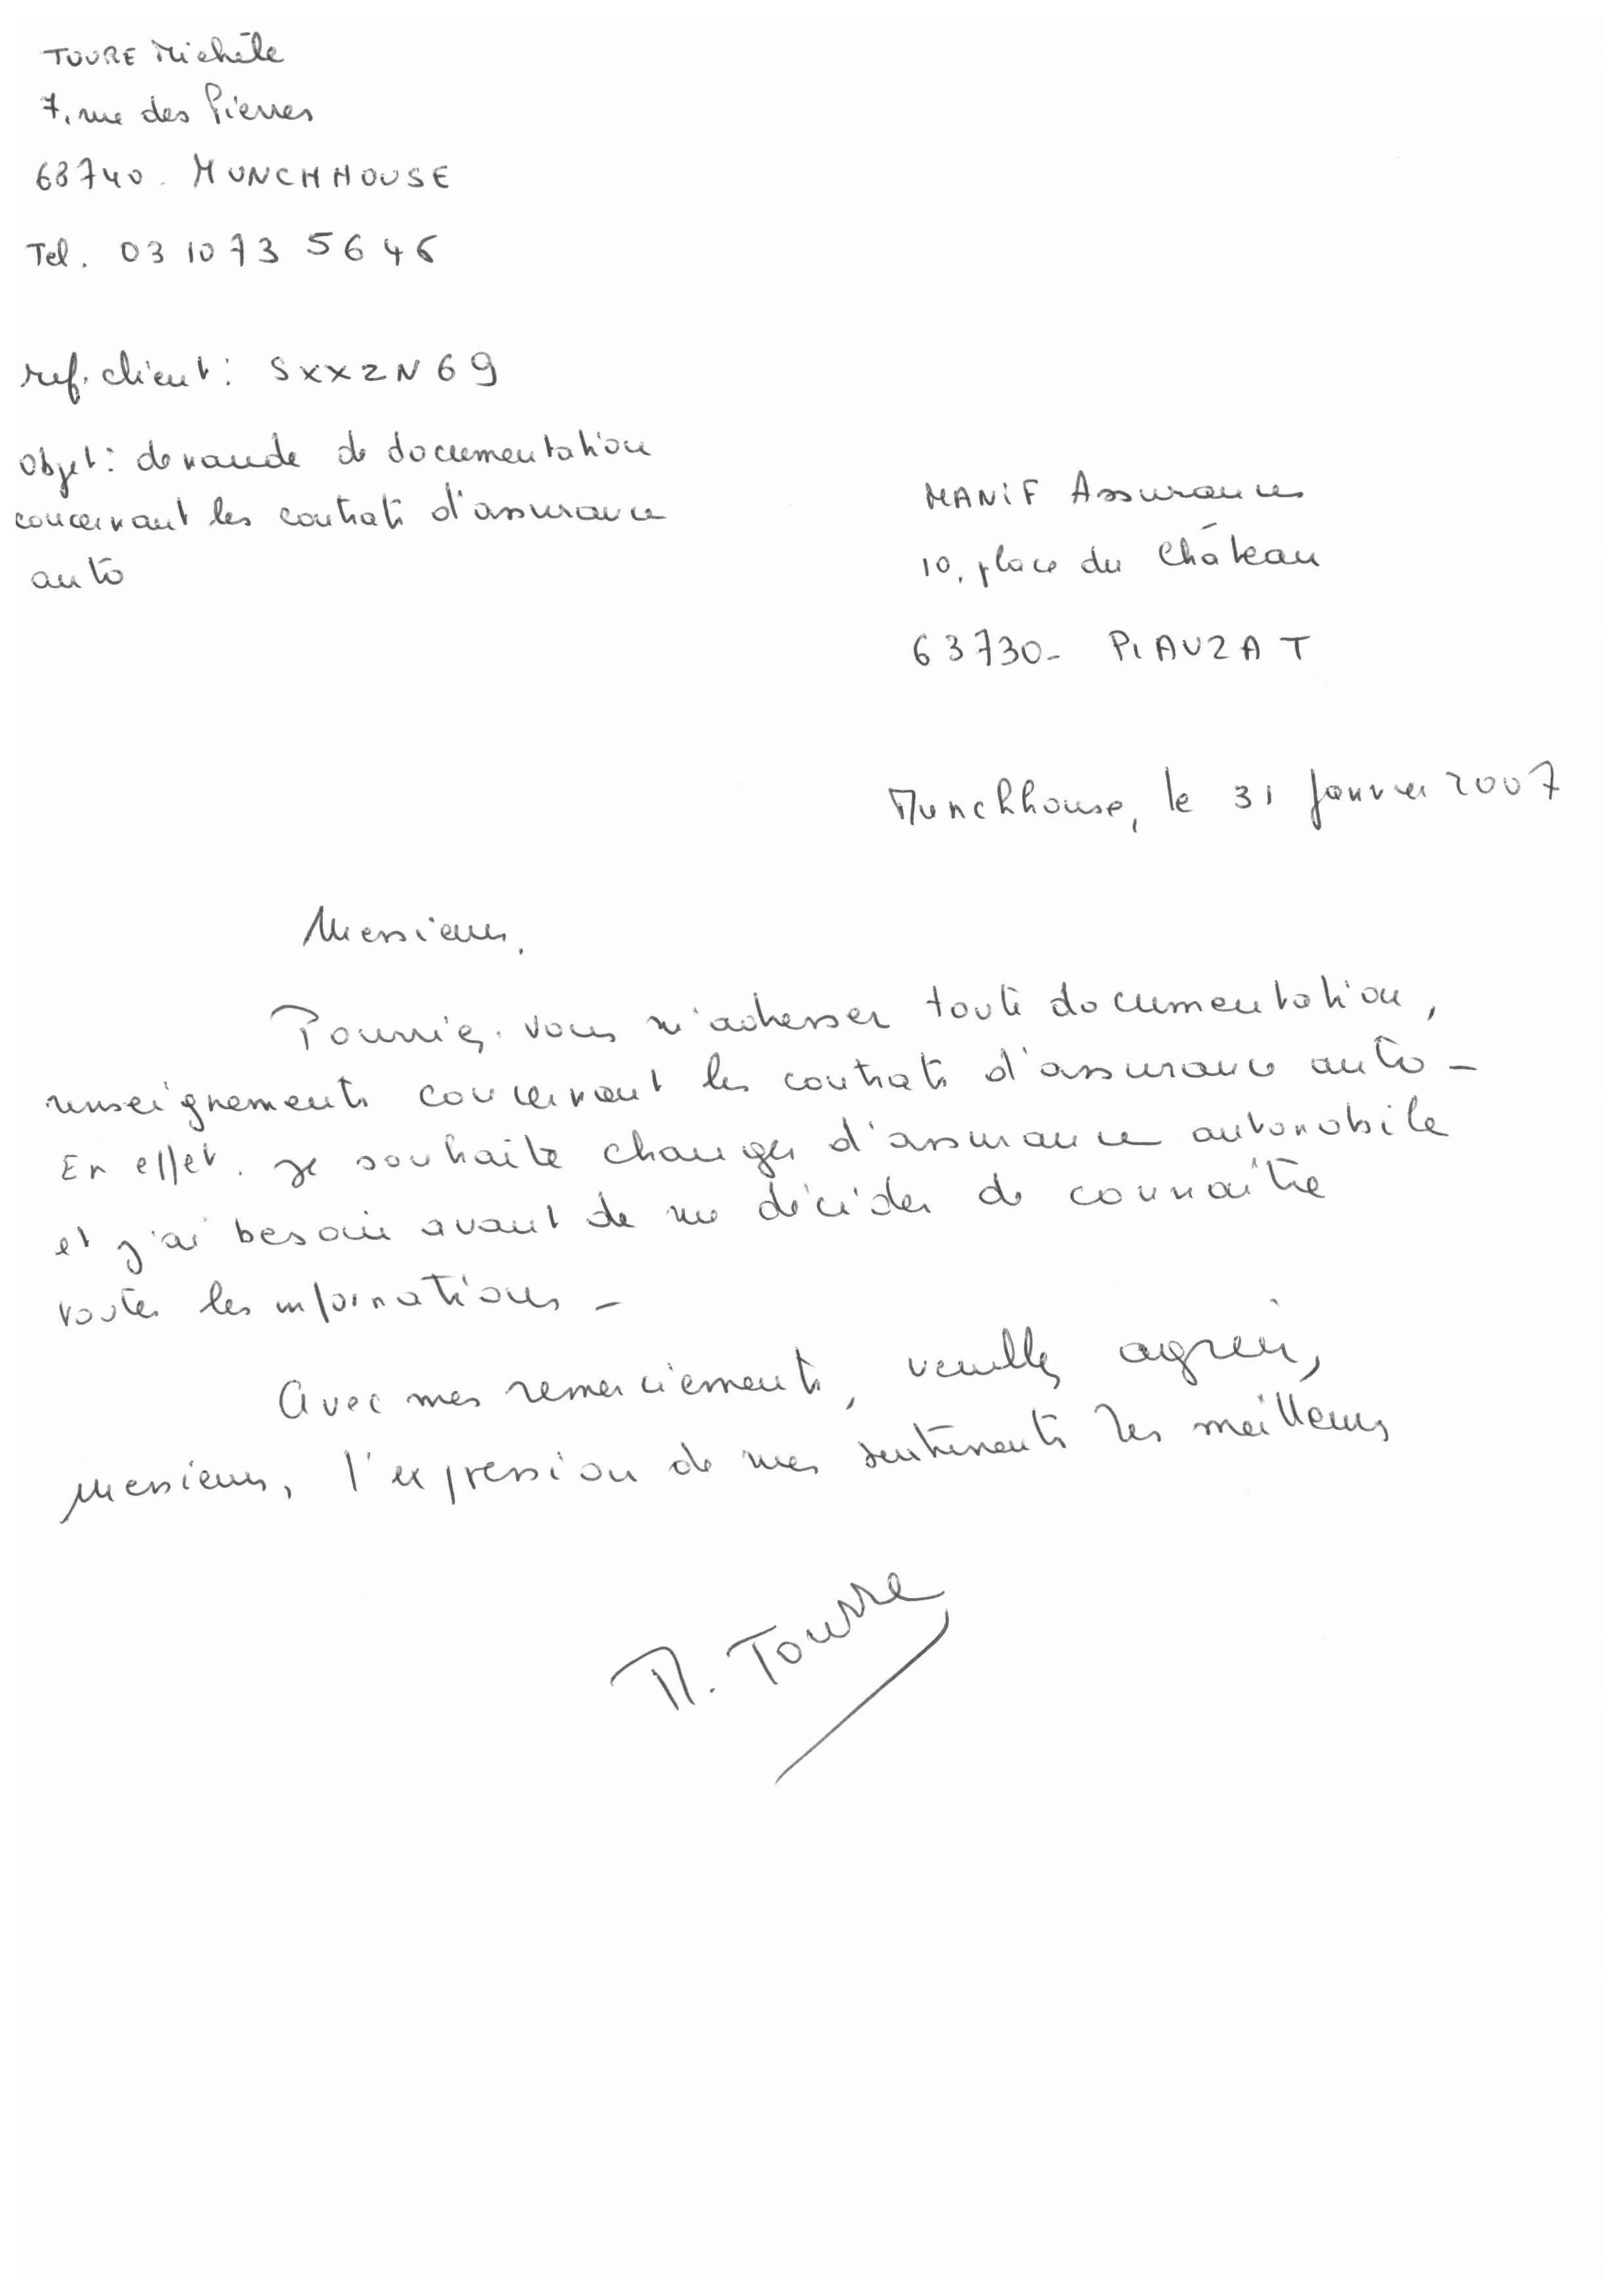 TOURE Michèle
7, rue des Pierres
68740. MUNCHHOUSE
Tel. 03 10 73 56 46
ref. client : SXXZN69
Objet : demande de documentation
concernant les contrats d'assurance
auto
MANIF Assurances
10, place du Château
63730- PLAUZAT
Munchhouse, le 31 Janvier 2007
Messieurs,
Pourriez-vous m'adresser toute documentation,
renseignements concernant les contrats d'assurance auto -
En effet. je souhaite changer d'assurance automobile
et j'ai besoin avant de me décider de connaître
toutes les informations -
Avec mes remerciements, veuillez agréer,
Messieurs, l'expression de mes sentiments les meilleurs
M. Toure